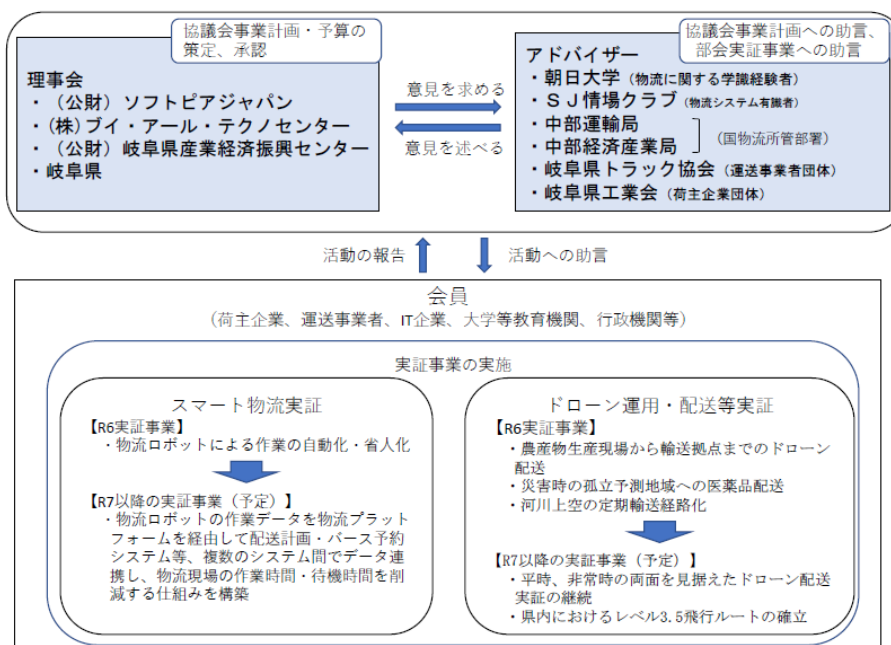 協議会事業計画・予算の
策定、承認
理事会
・（公財）ソフトピアジャパン
・(株)ブイ・アール・テクノセンター
・（公財）岐阜県産業経済振興センター
・岐阜県
意見を求める
意見を述べる
協議会事業計画への助言、
部会実証事業への助言
アドバイザー
・朝日大学（物流に関する学識経験者）
・ＳＪ情場クラブ（物流システム有識者）
・中部運輸局
・中部経済産業局
（国物流所管部署）
・岐阜県トラック協会（運送事業者団体）
・岐阜県工業会（荷主企業団体）
活動の報告
活動への助言
会員
（荷主企業、運送事業者、IT企業、大学等教育機関、行政機関等）
実証事業の実施
スマート物流実証
【R6実証事業】
・物流ロボットによる作業の自動化・省人化
【R7以降の実証事業（予定）】
・物流ロボットの作業データを物流プラット
フォームを経由して配送計画・バース予約
システム等、複数のシステム間でデータ連
携し、物流現場の作業時間・待機時間を削
減する仕組みを構築
ドローン運用・配送等実証
【R6実証事業】
・農産物生産現場から輸送拠点までのドローン
配送
・災害時の孤立予測地域への医薬品配送
・河川上空の定期輸送経路化
【R7以降の実証事業（予定）】
・平時、非常時の両面を見据えたドローン配送
実証の継続
・県内におけるレベル3.5飛行ルートの確立